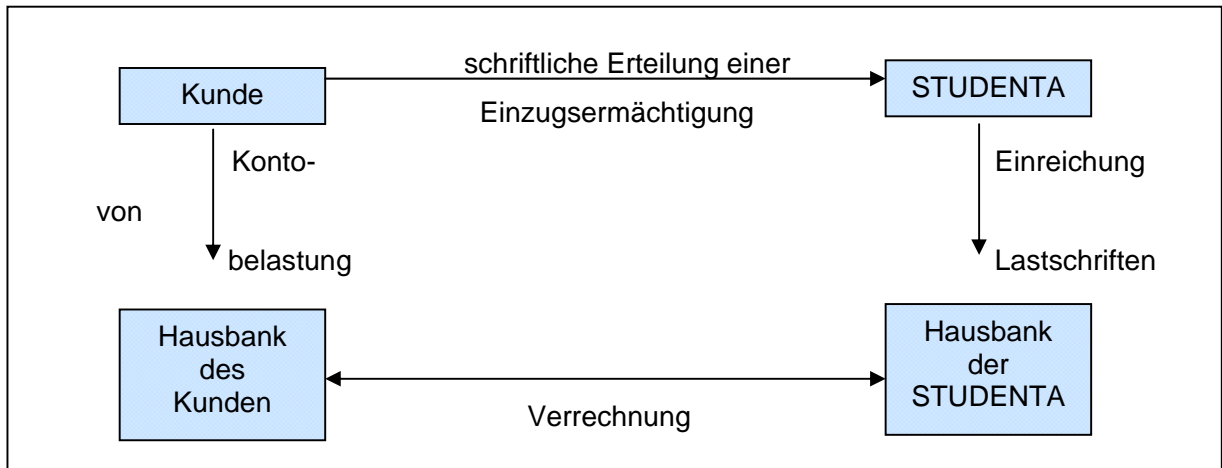 schriftliche Erteilung einer
Kunde
STUDENTA
Einzugsermächtigung
Konto-
Einreichung
von
belastung
Lastschriften
Hausbank
des
Kunden
Hausbank
der
STUDENTA
Verrechnung